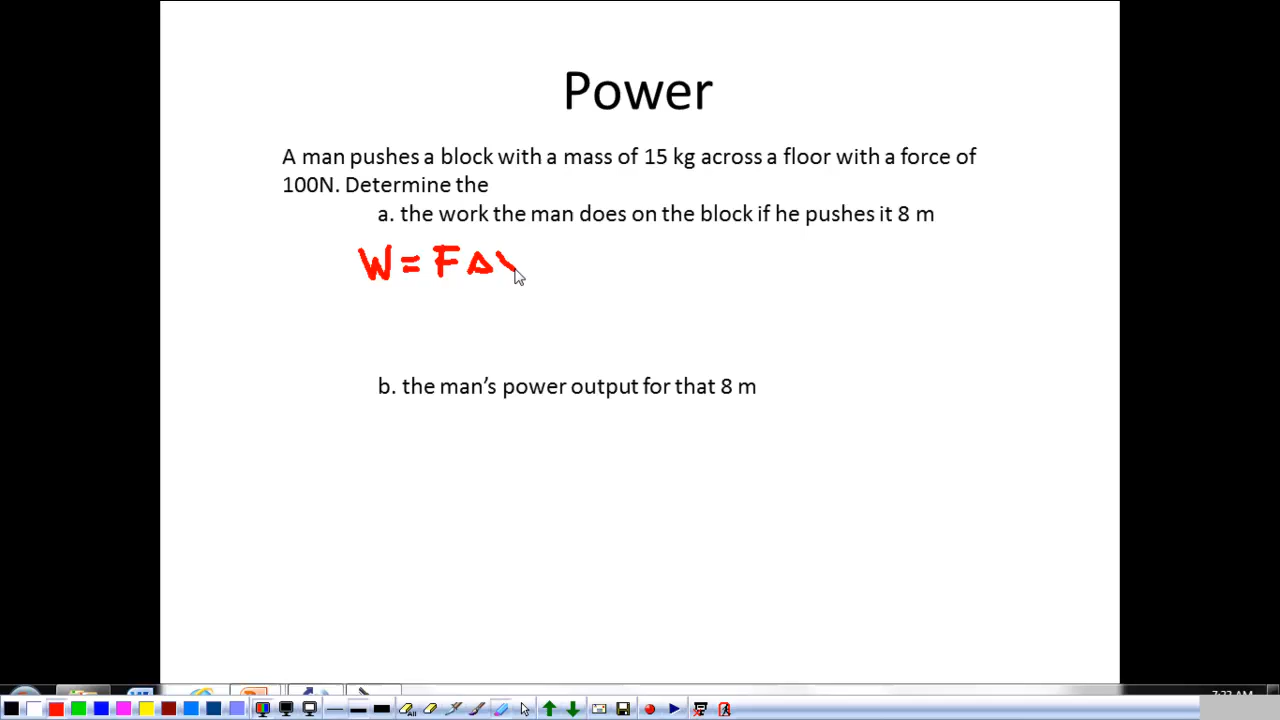 Power
A man pushes a block with a mass of 15 kg across a floor with a force of
100N. Determine the
a. the work the man does on the block if he pushes it 8 m
W = F Δ
b. the man’s power output for that 8 m